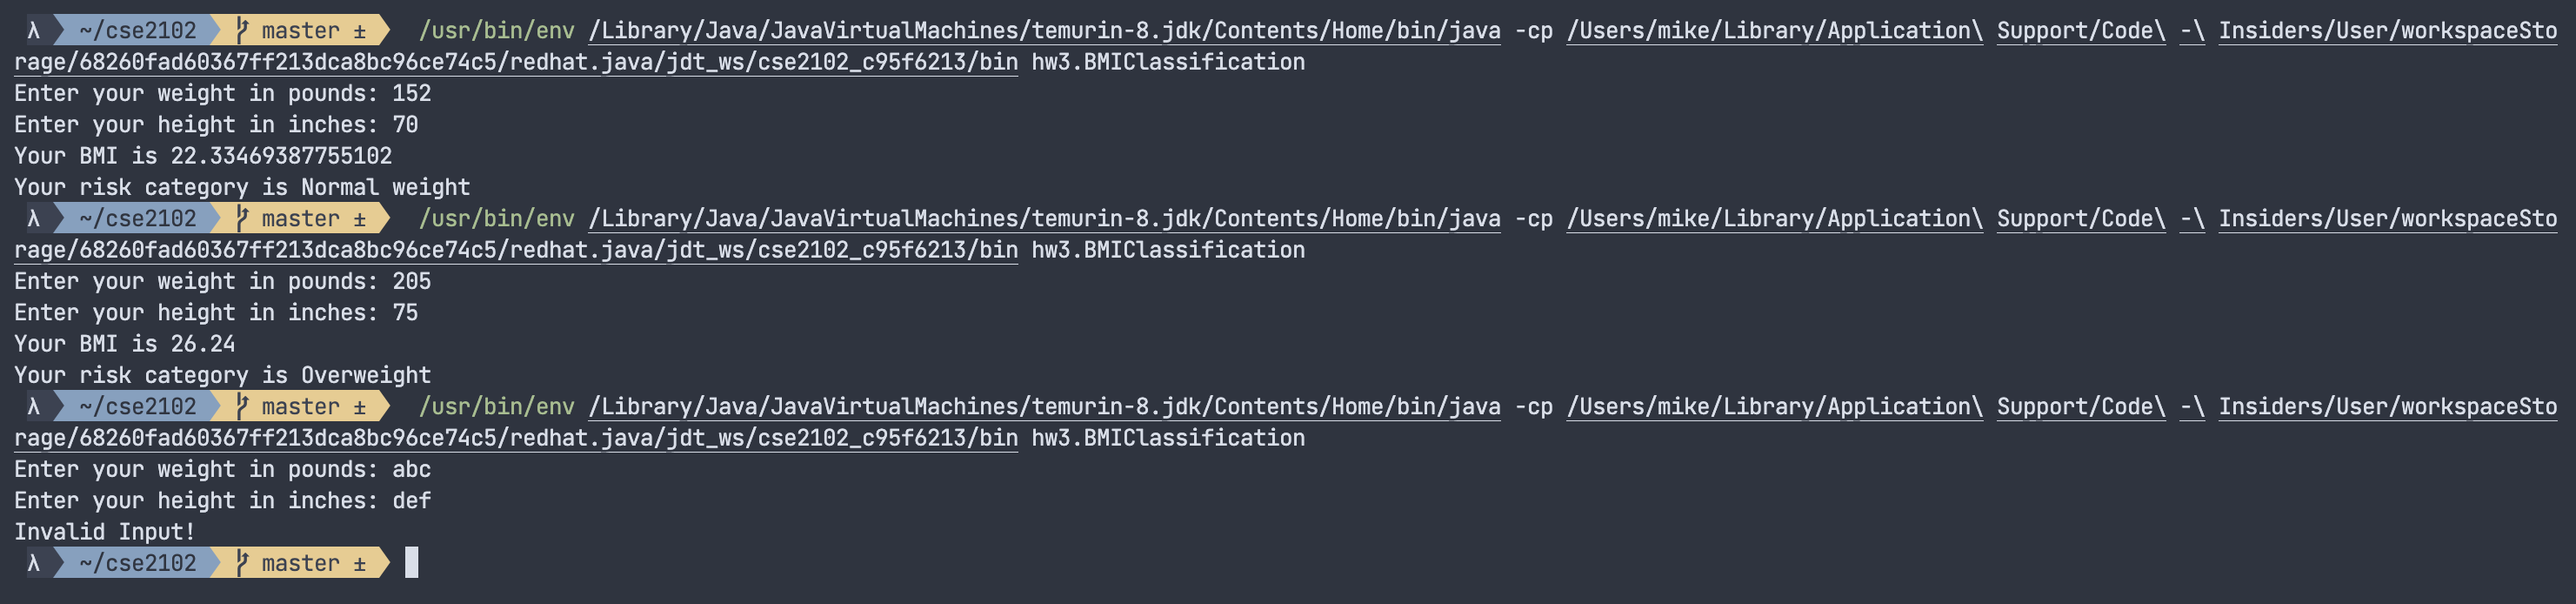 λ ~/cse2102 master ± /usr/bin/env /Library/Java/JavaVirtualMachines/temurin-8.jdk/Contents/Home/bin/java -cp /Users/mike/Library/Application\ Support/Code\ -\ Insiders/User/workspaceSto
rage/68260fad60367ff213dca8bc96ce74c5/redhat.java/jdt_ws/cse2102_c95f6213/bin hw3.BMIClassification
Enter your weight in pounds: 152
Enter your height in inches: 70
Your BMI is 22.33469387755102
Your risk category is Normal weight
λ ~/cse2102 master ± /usr/bin/env /Library/Java/JavaVirtualMachines/temurin-8.jdk/Contents/Home/bin/java -cp /Users/mike/Library/Application\ Support/Code\ -\ Insiders/User/workspaceSto
rage/68260fad60367ff213dca8bc96ce74c5/redhat.java/jdt_ws/cse2102_c95f6213/bin hw3.BMIClassification
Enter your weight in pounds: 205
Enter your height in inches: 75
Your BMI is 26.24
Your risk category is Overweight
λ ~/cse2102 master ± /usr/bin/env /Library/Java/JavaVirtualMachines/temurin-8.jdk/Contents/Home/bin/java -cp /Users/mike/Library/Application\ Support/Code\ -\ Insiders/User/workspaceSto
rage/68260fad60367ff213dca8bc96ce74c5/redhat.java/jdt_ws/cse2102_c95f6213/bin hw3.BMIClassification
Enter your weight in pounds: abc
Enter your height in inches: def
Invalid Input!
λ ~/cse2102 master ±